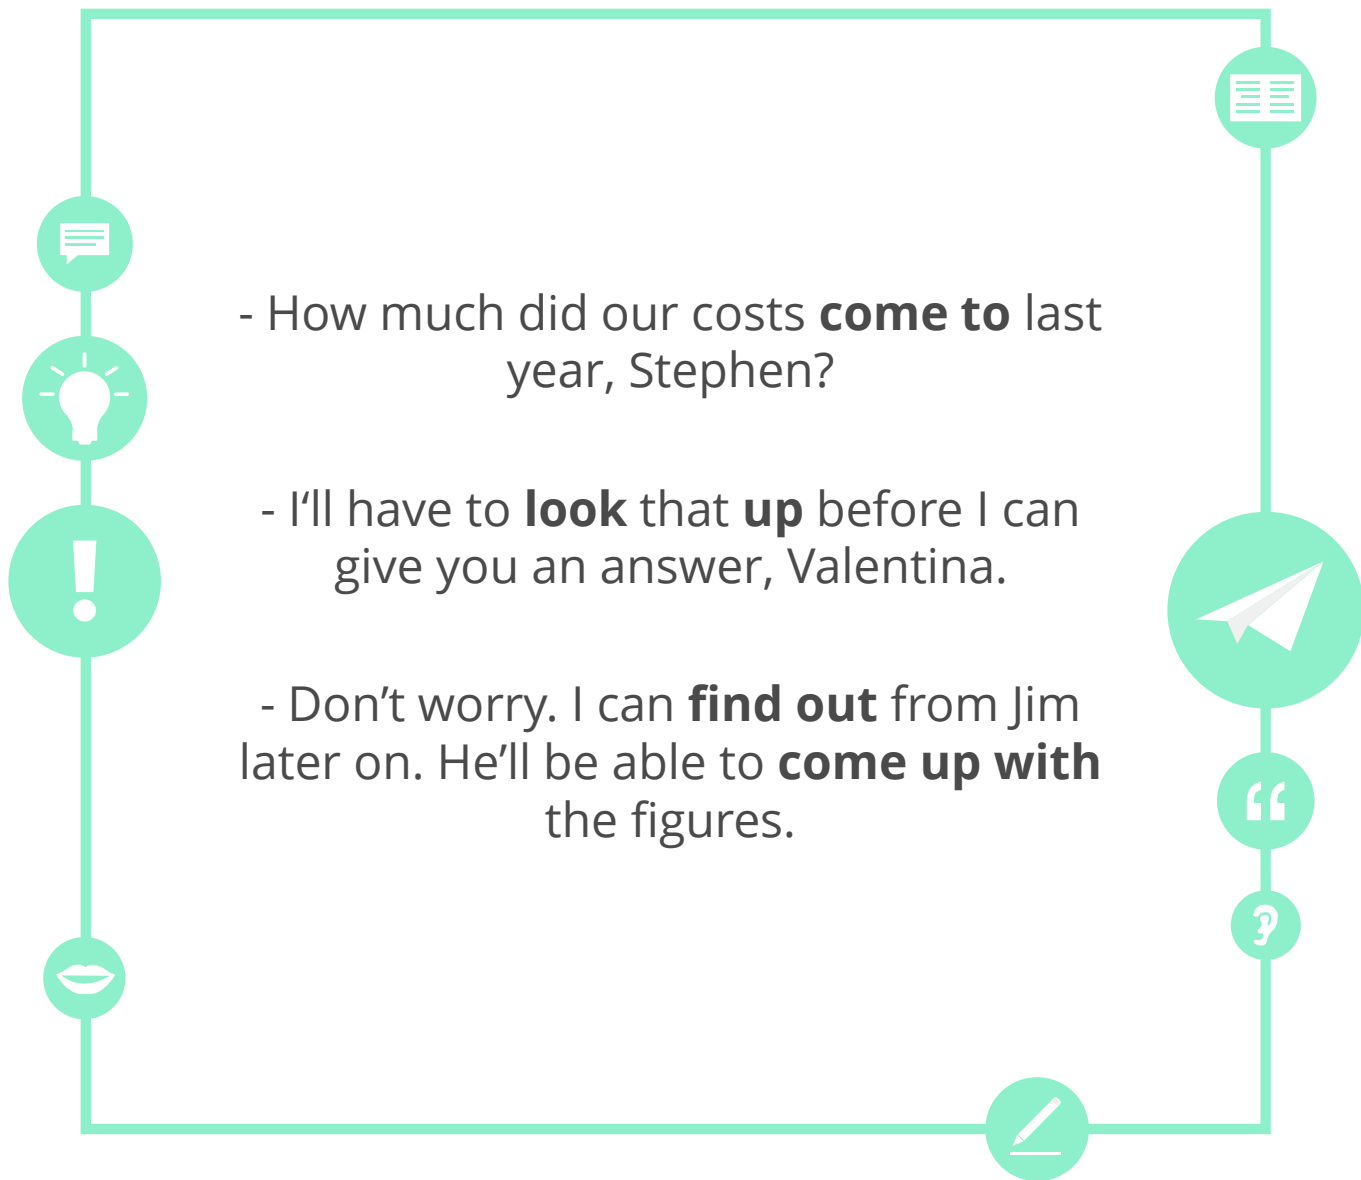 - How much did our costs come to last
year, Stephen?
- I‘ll have to look that up before I can
give you an answer, Valentina.
- Don’t worry. I can find out from Jim
later on. He’ll be able to come up with
the figures.